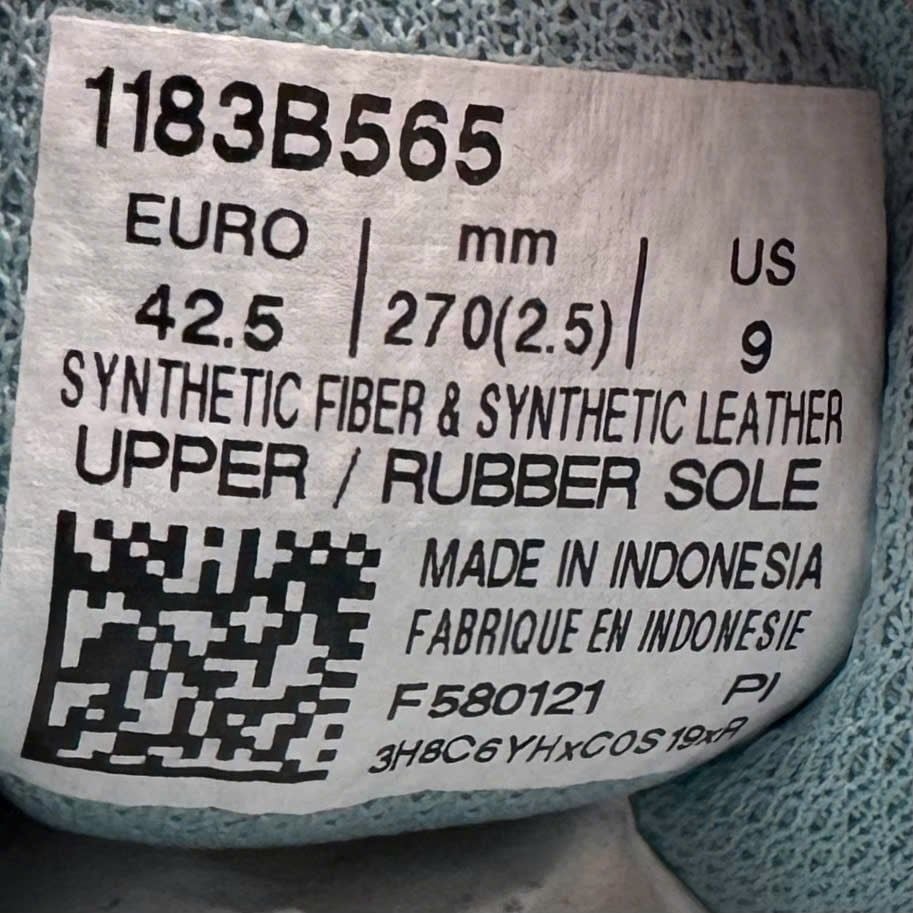 1183B565
EURO | mm | US
42.5 | 270(2.5) | 9
SYNTHETIC FIBER & SYNTHETIC LEATHER
UPPER / RUBBER SOLE
MADE IN INDONESIA
FABRIQUE EN INDONESIE
F580121 PI
3H8C6YHxC0S19xR